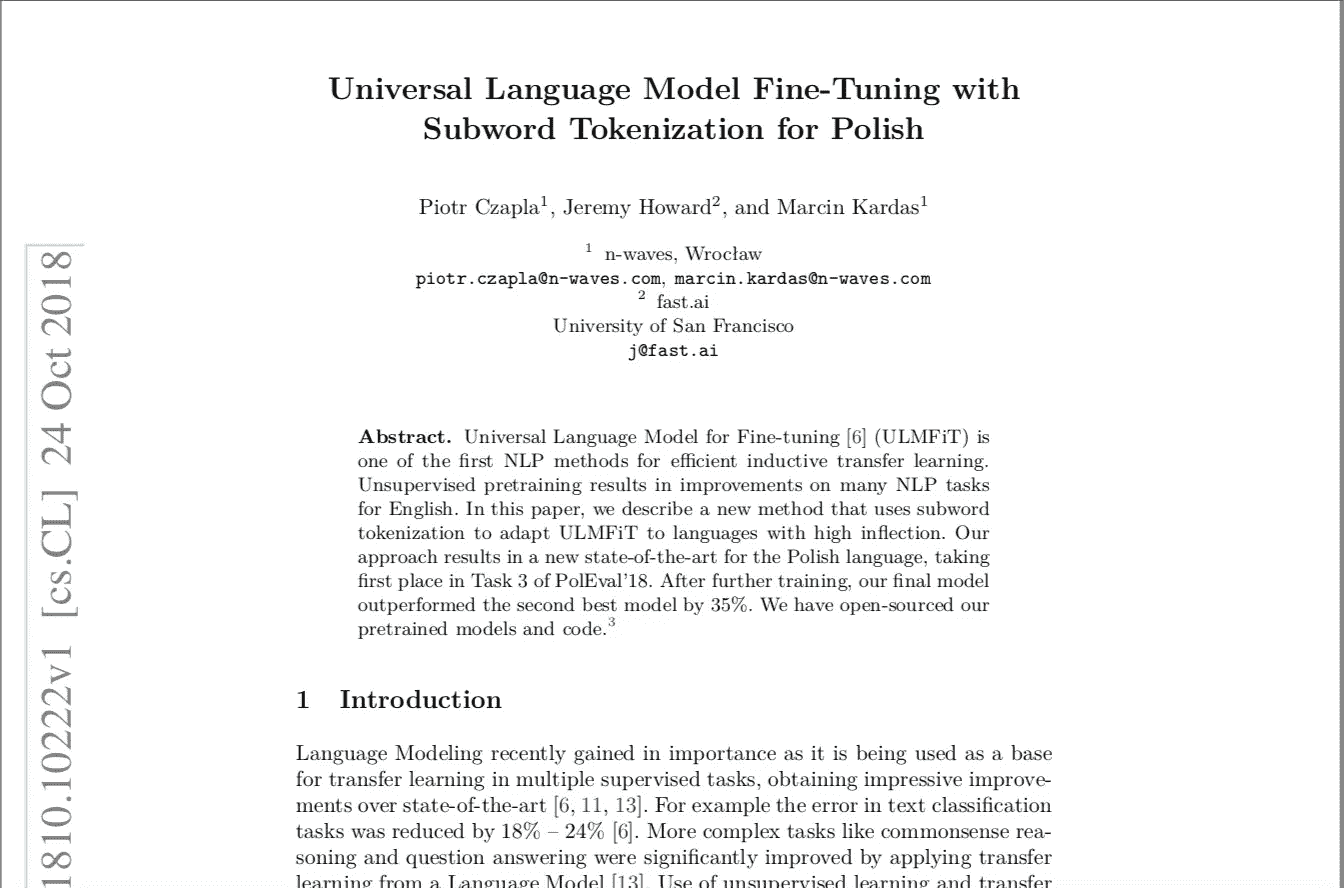 Universal Language Model Fine-Tuning with
Subword Tokenization for Polish
Piotr Czapla1, Jeremy Howard2, and Marcin Kardas1
1 n-waves, Wrocław
piotr.czapla@n-waves.com, marcin.kardas@n-waves.com
2 fast.ai
University of San Francisco
j@fast.ai
Abstract. Universal Language Model for Fine-tuning [6] (ULMFiT) is
one of the first NLP methods for efficient inductive transfer learning.
Unsupervised pretraining results in improvements on many NLP tasks
for English. In this paper, we describe a new method that uses subword
tokenization to adapt ULMFiT to languages with high inflection. Our
approach results in a new state-of-the-art for the Polish language, taking
first place in Task 3 of PolEval'18. After further training, our final model
outperformed the second best model by 35%. We have open-sourced our
pretrained models and code.3
1 Introduction
Language Modeling recently gained in importance as it is being used as a base
for transfer learning in multiple supervised tasks, obtaining impressive improve-
ments over state-of-the-art [6, 11, 13]. For example the error in text classification
tasks was reduced by 18% – 24% [6]. More complex tasks like commonsense rea-
soning and question answering were significantly improved by applying transfer
learning from a Language Model [13]. Use of unsupervised learning and transfer
1810.10222v1 [cs.CL] 24 Oct 2018